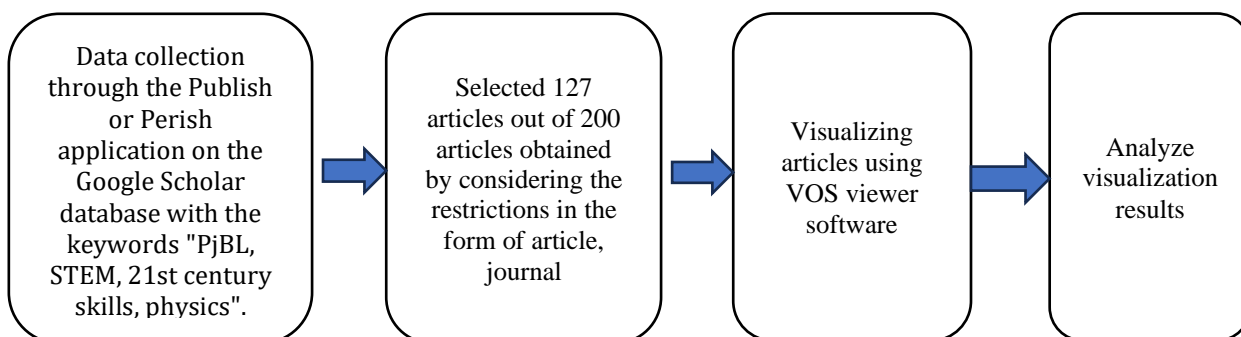 Data collection
through the Publish
or Perish
application on the
Google Scholar
database with the
keywords "PjBL,
STEM, 21st century
skills, physics".
Selected 127
articles out of 200
articles obtained
by considering the
restrictions in the
form of article,
journal
Visualizing
articles using
VOS viewer
software
Analyze
visualization
results